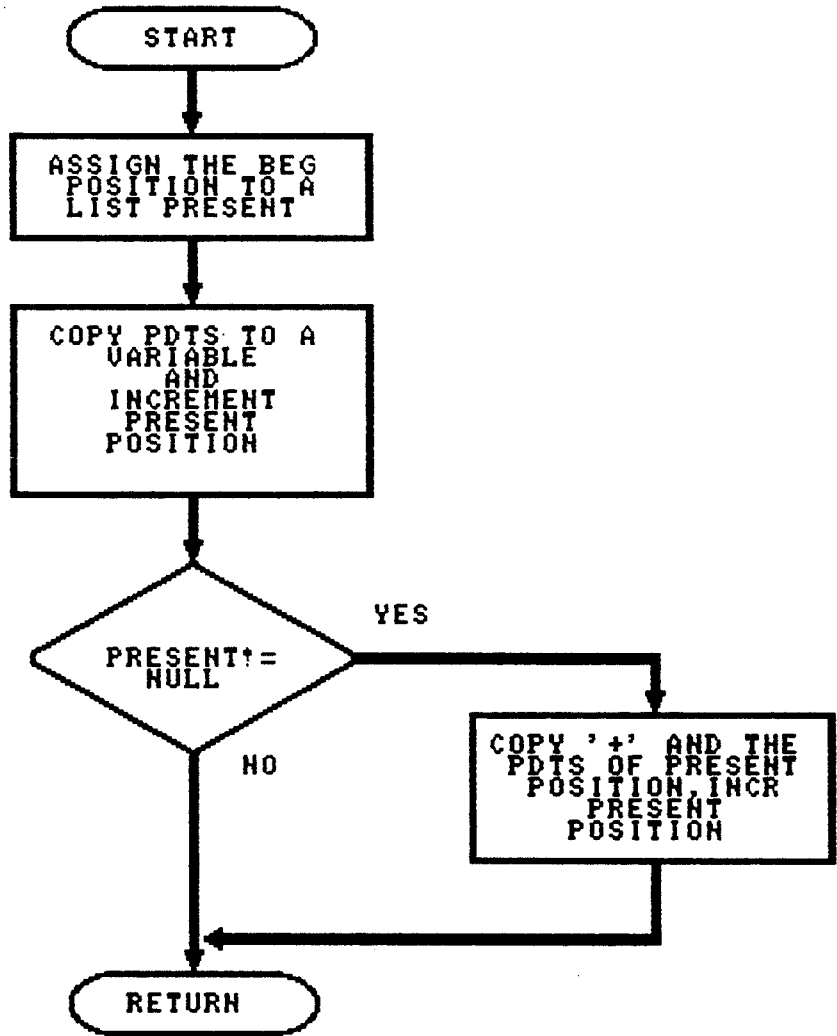 START
ASSIGN THE BEG
POSITION TO A
LIST PRESENT
COPY PDTS TO A
VARIABLE
AND
INCREMENT
PRESENT
POSITION
YES
PRESENT!=
NULL
NO
COPY '+' AND THE
PDTS OF PRESENT
POSITION,INCR
PRESENT
POSITION
RETURN